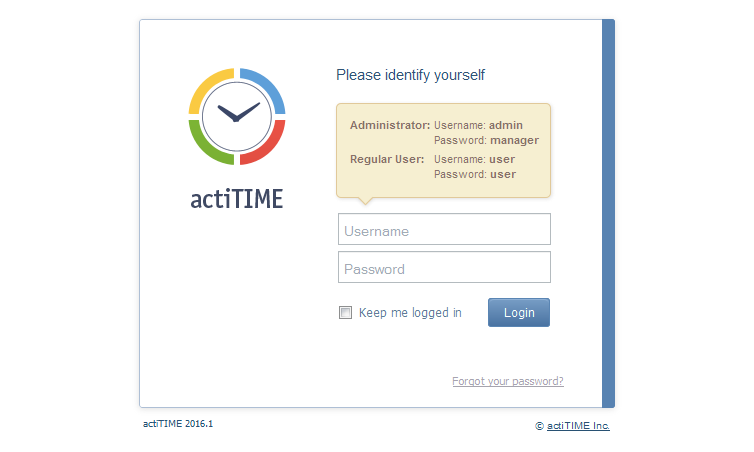 actiTIME
Please identify yourself
Administrator: Username: admin
Password: manager
Regular User: Username: user
Password: user
Username
Password
Keep me logged in
Login
Forgot your password?
actiTIME 2016.1
© actiTIME Inc.